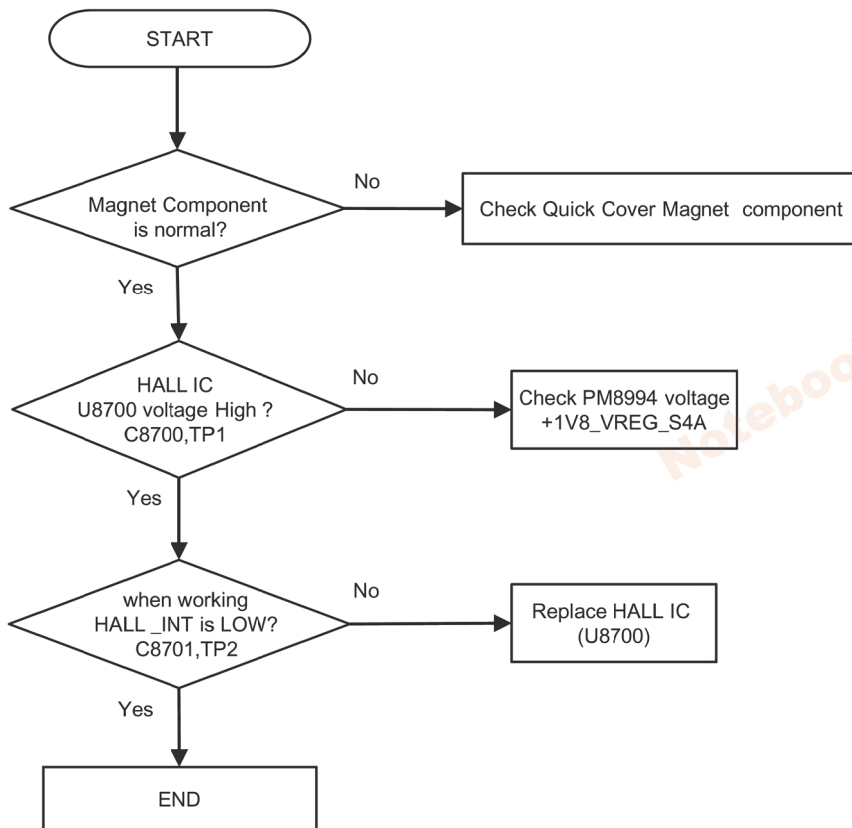 START
Magnet Component
is normal?
No
Check Quick Cover Magnet component
Yes
HALL IC
U8700 voltage High ?
C8700,TP1
No
Check PM8994 voltage
+1V8_VREG_S4A
Notebook
Yes
when working
HALL _INT is LOW?
C8701,TP2
No
Replace HALL IC
(U8700)
Yes
END